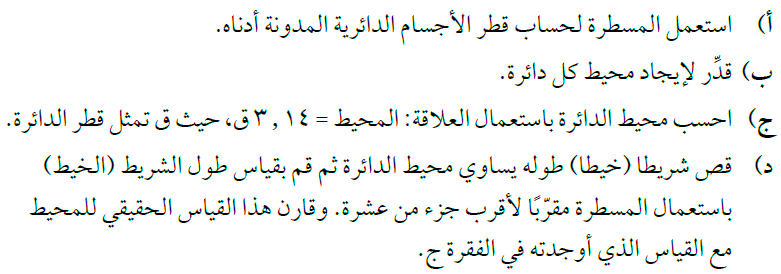 أ) استعمل المسطرة لحساب قطر الأجسام الدائرية المدونة أدناه.
ب) قدِّر لإيجاد محيط كل دائرة.
ج) احسب محيط الدائرة باستعمال العلاقة: المحيط = ٣,١٤ ق، حيث ق تمثل قطر الدائرة.
د) قص شريطا (خيطا) طوله يساوي محيط الدائرة ثم قم بقياس طول الشريط (الخيط)
باستعمال المسطرة مقرّبًا لأقرب جزء من عشرة. وقارن هذا القياس الحقيقي للمحيط
مع القياس الذي أوجدته في الفقرة ج.